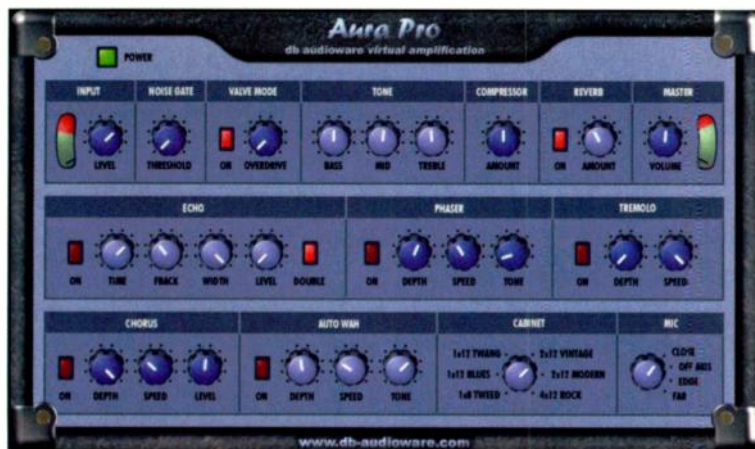 Aura Pro
db audioware virtual amplification
POWER
INPUT NOISE GATE VALVE MODE TONE COMPRESSOR REVERB MASTER
LEVEL THRESHOLD ON OVERDRIVE BASS MID TREBLE AMOUNT ON AMOUNT VOLUME
ECHO PHASER TREMOLO
ON TIME FBACK WIDTH LEVEL DOUBLE ON DEPTH SPEED TONE ON DEPTH SPEED
CHORUS AUTO WAH CABINET MIC
1x12 TWANG 2x12 VINTAGE CLOSE
1x12 BLUES 2x12 MODERN OFF AXIS
EDGE
ON DEPTH SPEED LEVEL ON DEPTH SPEED TONE 1x8 TWEED 4x12 ROCK FAR
www.db-audioware.com